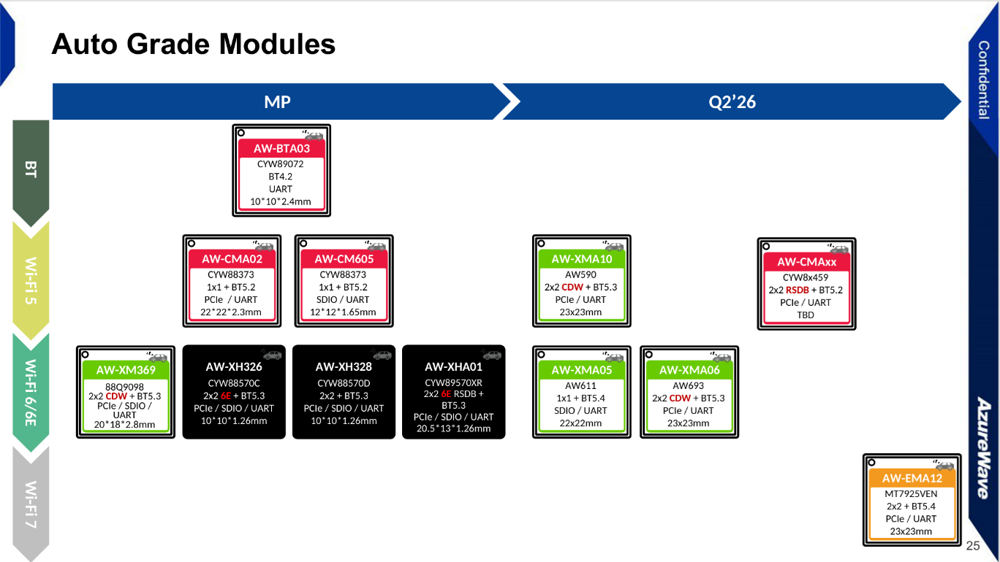 Auto Grade Modules
Confidential
MP
Q2’26
BT
AW-BTA03
CYW89072
BT4.2
UART
10*10*2.4mm
Wi-Fi 5
AW-CMA02
CYW88373
1x1 + BT5.2
PCIe / UART
22*22*2.3mm
AW-CM605
CYW88373
1x1 + BT5.2
SDIO / UART
12*12*1.65mm
AW-XMA10
AW590
2x2 CDW + BT5.3
PCIe / UART
23x23mm
AW-CMAxx
CYW8x459
2x2 RSDB + BT5.2
PCIe / UART
TBD
Wi-Fi 6/6E
AW-XM369
88Q9098
2x2 CDW + BT5.3
PCIe / SDIO /
UART
20*18*2.8mm
AW-XH326
CYW88570C
2x2 6E + BT5.3
PCIe / SDIO / UART
10*10*1.26mm
AW-XH328
CYW88570D
2x2 + BT5.3
PCIe / SDIO / UART
10*10*1.26mm
AW-XHA01
CYW89570XR
2x2 6E RSDB +
BT5.3
PCIe / SDIO / UART
20.5*13*1.26mm
AW-XMA05
AW611
1x1 + BT5.4
SDIO / UART
22x22mm
AW-XMA06
AW693
2x2 CDW + BT5.3
PCIe / UART
23x23mm
Wi-Fi 7
AW-EMA12
MT7925VEN
2x2 + BT5.4
PCIe / UART
23x23mm
AzureWave
25